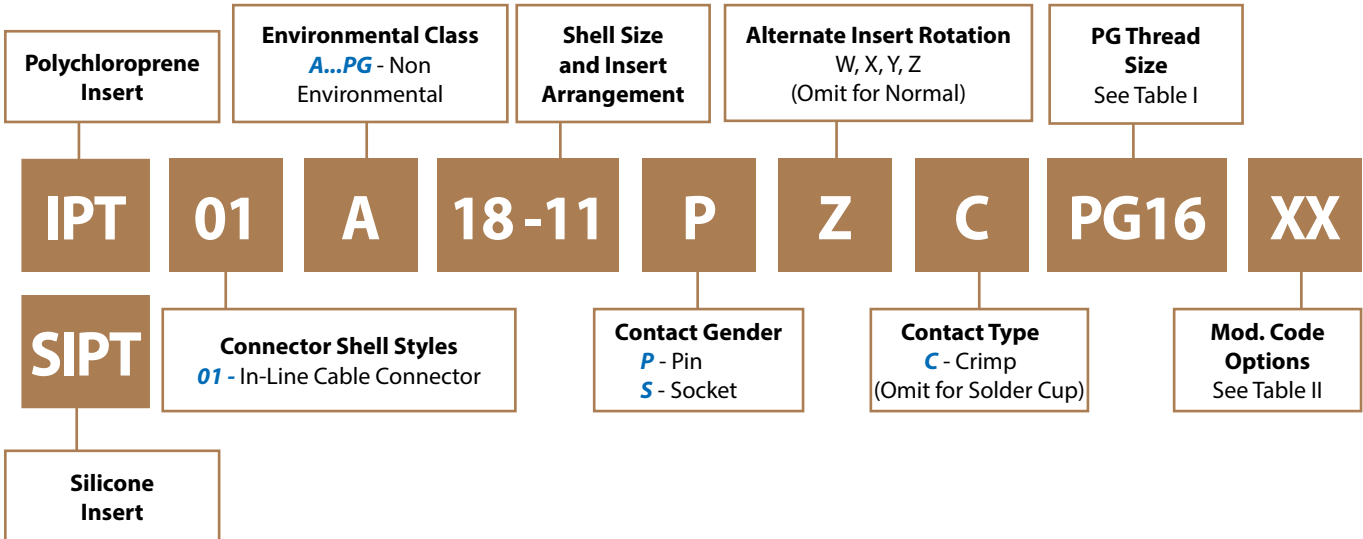 Polychloroprene
Insert
Environmental Class
A...PG - Non
Environmental
Shell Size
and Insert
Arrangement
Alternate Insert Rotation
W, X, Y, Z
(Omit for Normal)
PG Thread
Size
See Table I
IPT 01 A 18-11 P Z C PG16 XX
SIPT
Connector Shell Styles
01 - In-Line Cable Connector
Contact Gender
P - Pin
S - Socket
Contact Type
C - Crimp
(Omit for Solder Cup)
Mod. Code
Options
See Table II
Silicone
Insert